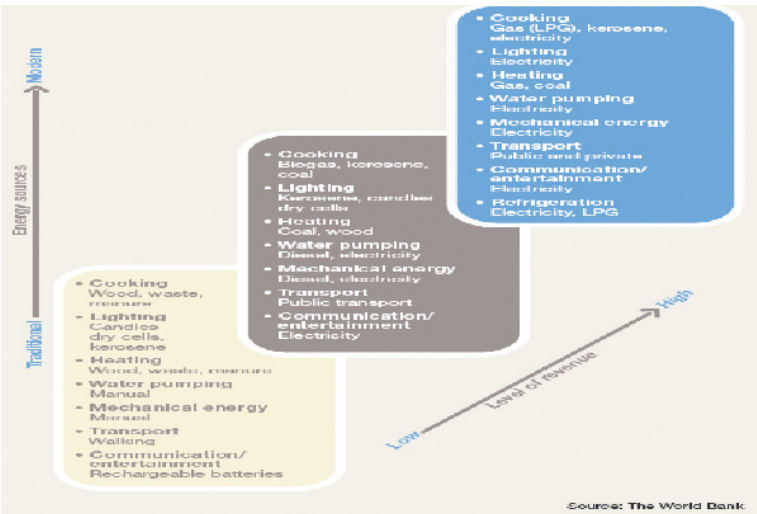 Modern
Energy sources
Traditional
• Cooking
Wood, waste,
manure
• Lighting
Candles
dry cells,
kerosene
• Heating
Wood, waste, manure
• Water pumping
Manual
• Mechanical energy
Manual
• Transport
Walking
• Communication/
entertainment
Rechargeable batteries
• Cooking
Biogas, kerosene,
coal
• Lighting
Kerosene, candles
dry cells
• Heating
Coal, wood
• Water pumping
Diesel, electricity
• Mechanical energy
Diesel, electricity
• Transport
Public transport
• Communication/
entertainment
Electricity
• Cooking
Gas (LPG), kerosene,
electricity
• Lighting
Electricity
• Heating
Gas, coal
• Water pumping
Electricity
• Mechanical energy
Electricity
• Transport
Public and private
• Communication/
entertainment
Electricity
• Refrigeration
Electricity, LPG
Low
Level of revenue
High
Source: The World Bank